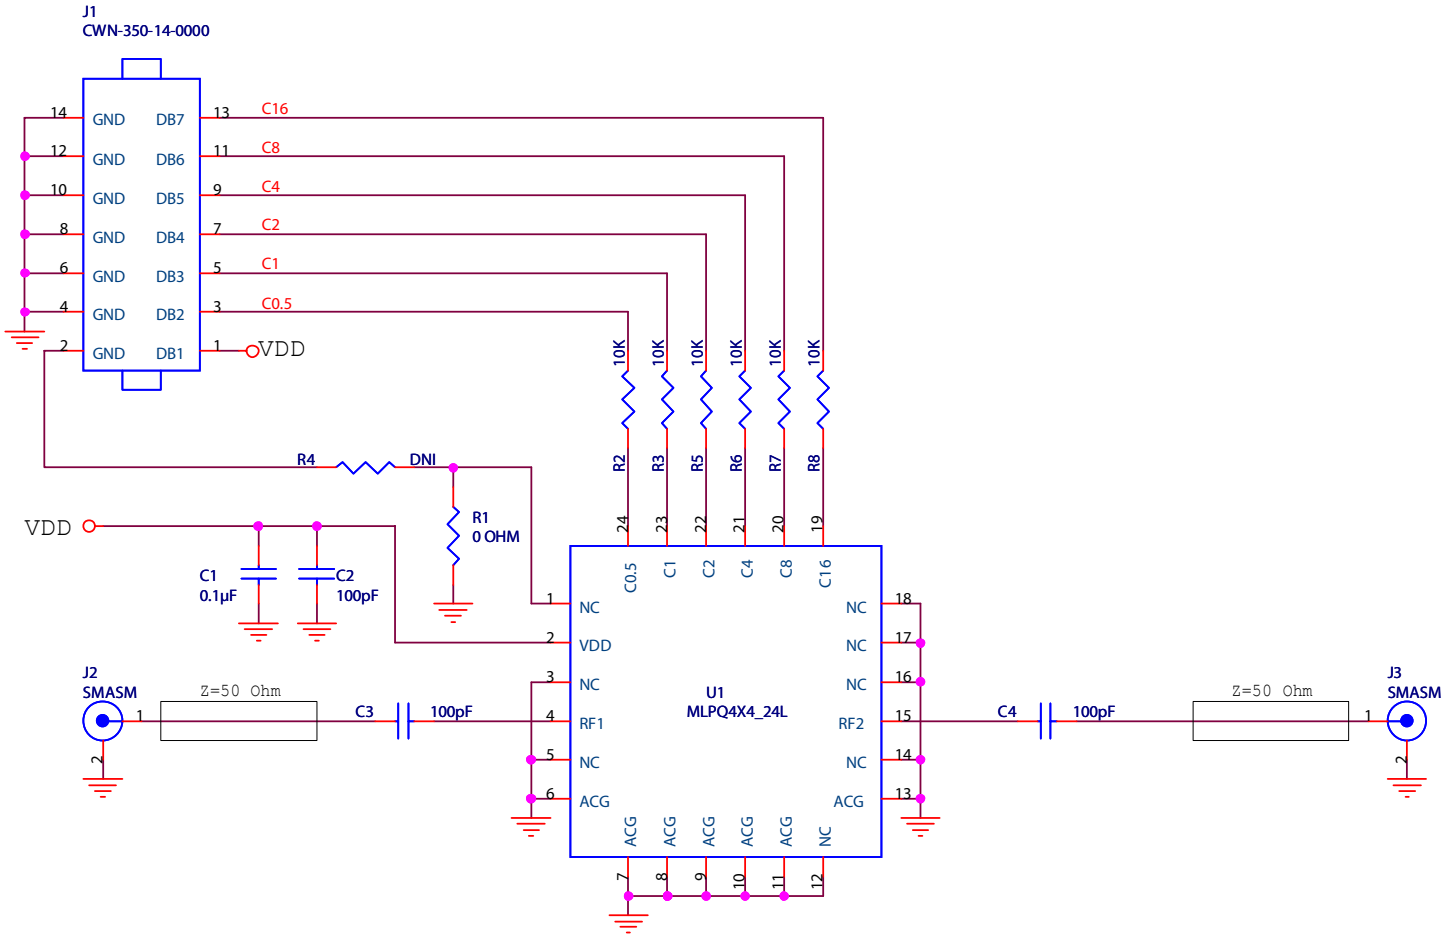 J1
CWN-350-14-0000
14 GND DB7 13 C16
12 GND DB6 11 C8
10 GND DB5 9 C4
8 GND DB4 7 C2
6 GND DB3 5 C1
4 GND DB2 3 C0.5
2 GND DB1 1 VDD
10K 10K 10K 10K 10K 10K
R2 R3 R5 R6 R7 R8
R4 DNI
R1
0 OHM
VDD
C1
0.1µF
C2
100pF
24 23 22 21 20 19
C0.5 C1 C2 C4 C8 C16
1 NC NC 18
2 VDD NC 17
3 NC NC 16
4 RF1 RF2 15
5 NC NC 14
6 ACG ACG 13
U1
MLPQ4X4_24L
ACG ACG ACG ACG ACG NC
7 8 9 10 11 12
J2
SMASM
1
2
Z=50 Ohm
C3 100pF
C4 100pF
Z=50 Ohm
J3
SMASM
1
2